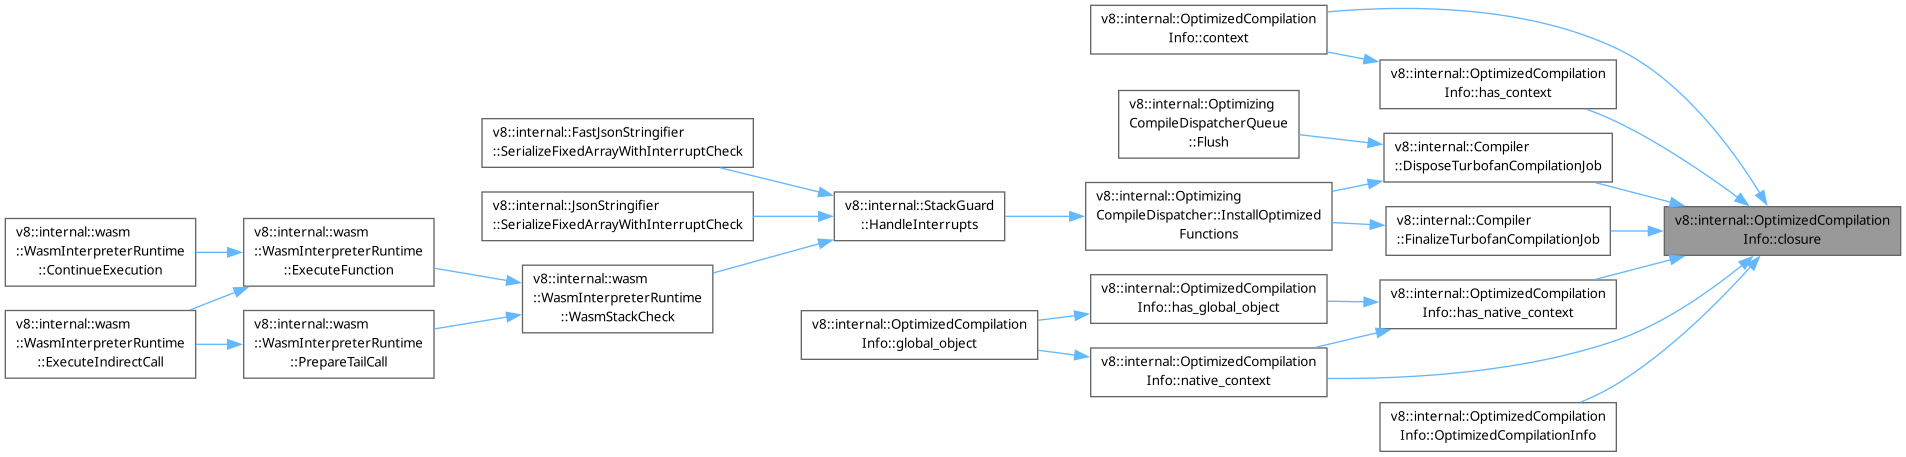 v8::internal::OptimizedCompilation
Info::context
v8::internal::OptimizedCompilation
Info::has_context
v8::internal::Optimizing
CompileDispatcherQueue
::Flush
v8::internal::FastJsonStringifier
::SerializeFixedArrayWithInterruptCheck
v8::internal::Compiler
::DisposeTurbofanCompilationJob
v8::internal::Optimizing
CompileDispatcher::InstallOptimized
Functions
v8::internal::JsonStringifier
::SerializeFixedArrayWithInterruptCheck
v8::internal::StackGuard
::HandleInterrupts
v8::internal::Compiler
::FinalizeTurbofanCompilationJob
v8::internal::OptimizedCompilation
Info::closure
v8::internal::wasm
::WasmInterpreterRuntime
::ContinueExecution
v8::internal::wasm
::WasmInterpreterRuntime
::ExecuteFunction
v8::internal::wasm
::WasmInterpreterRuntime
::WasmStackCheck
v8::internal::OptimizedCompilation
Info::has_global_object
v8::internal::OptimizedCompilation
Info::has_native_context
v8::internal::wasm
::WasmInterpreterRuntime
::ExecuteIndirectCall
v8::internal::wasm
::WasmInterpreterRuntime
::PrepareTailCall
v8::internal::OptimizedCompilation
Info::global_object
v8::internal::OptimizedCompilation
Info::native_context
v8::internal::OptimizedCompilation
Info::OptimizedCompilationInfo